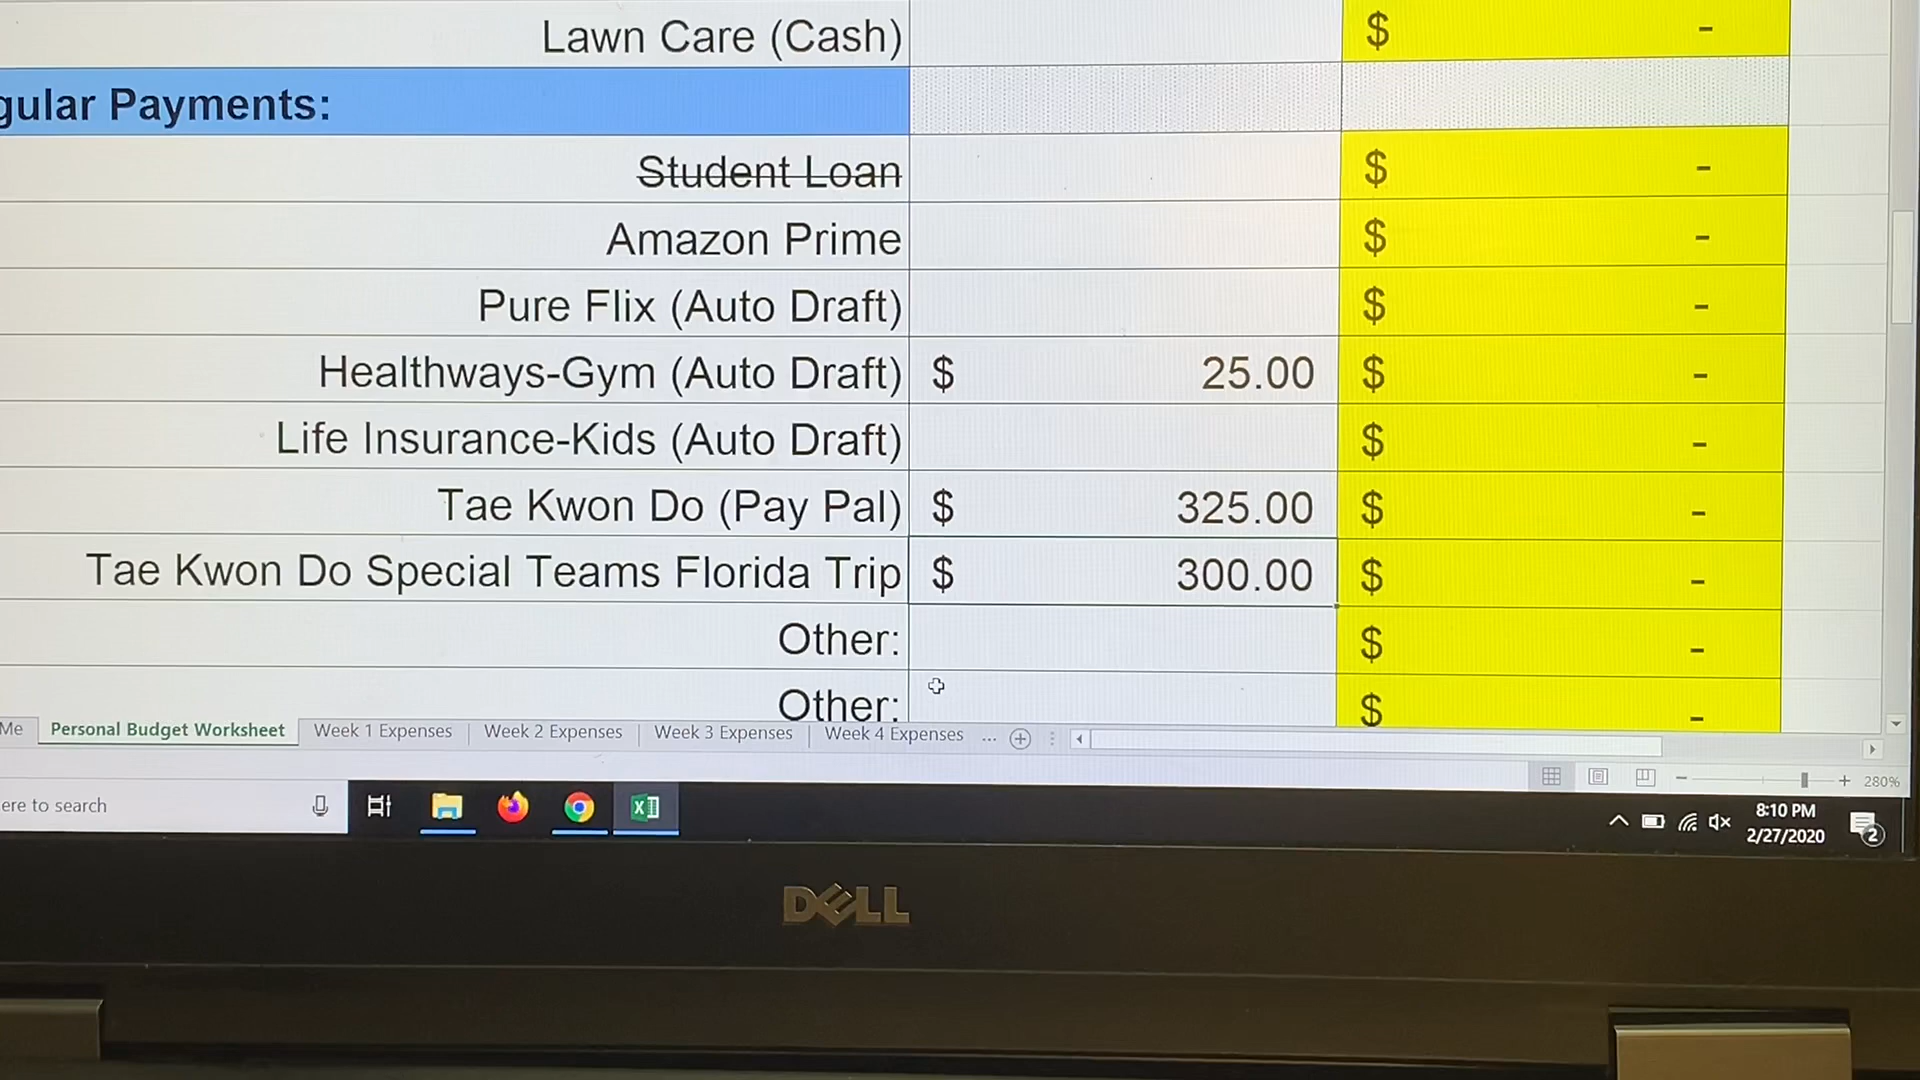 Lawn Care (Cash) $ -
gular Payments:
Student Loan $ -
Amazon Prime $ -
Pure Flix (Auto Draft) $ -
Healthways-Gym (Auto Draft) $ 25.00 $ -
Life Insurance-Kids (Auto Draft) $ -
Tae Kwon Do (Pay Pal) $ 325.00 $ -
Tae Kwon Do Special Teams Florida Trip $ 300.00 $ -
Other: $ -
Other: $ -
Me Personal Budget Worksheet Week 1 Expenses Week 2 Expenses Week 3 Expenses Week 4 Expenses ...
280%
ere to search
8:10 PM
2/27/2020
2
DELL